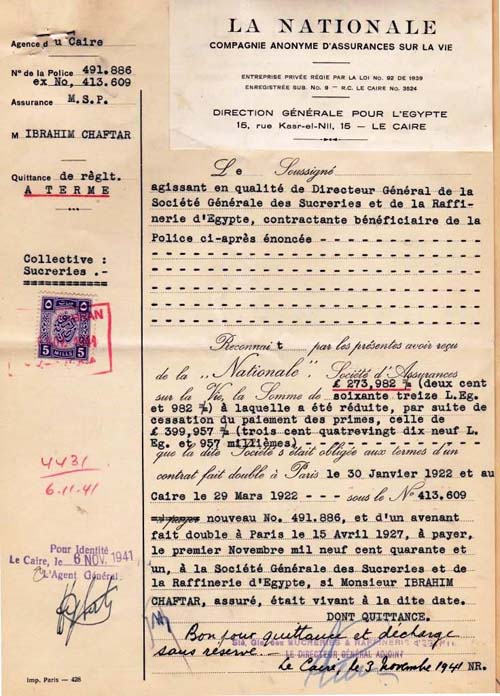 LA NATIONALE
COMPAGNIE ANONYME D'ASSURANCES SUR LA VIE
ENTREPRISE PRIVÉE RÉGIE PAR LA LOI No. 92 DE 1939
ENREGISTRÉE SUB. No. 9 — R.C. LE CAIRE No. 3524
DIRECTION GÉNÉRALE POUR L'EGYPTE
15, rue Kasr-el-Nil, 15 — LE CAIRE
Agence du Caire
No de la Police 491.886
ex No, 413.609
Assurance M.S.P.
M IBRAHIM CHAFTAR
Quittance de règlt.
A TERME
Collective :
Sucreries .-
5 MILLS 5
4431
6.11.41
Pour Identité
Le Caire, le 6 NOV. 1941
L'Agent Général:
Le Soussigné
agissant en qualité de Directeur Général de la
Société Générale des Sucreries et de la Raffi-
nerie d'Egypte, contractante bénéficiaire de la
Police ci-après énoncée - - - - - - - - - - - -
Reconnait par les présentes avoir reçu
de la „Nationale" Société d'Assurances
£ 273,982 ‰ (deux cent
sur la Vie, la Somme de soixante treize L.Eg.
et 982 ‰) à laquelle a été réduite, par suite de
cessation du paiement des primes, celle de
£ 399,957 ‰ (trois cent quatrevingt dix neuf L.
Eg. et 957 millièmes) - - - - - - - - - - - -
que la dite Société s'était obligée aux termes d'un
contrat fait double à Paris le 30 Janvier 1922 et au
Caire le 29 Mars 1922 - - - sous le No 413.609
nouveau No. 491.886, et d'un avenant
fait double à Paris le 15 Avril 1927, à payer,
le premier Novembre mil neuf cent quarante et
un, à la Société Générale des Sucreries et de
la Raffinerie d'Egypte, si Monsieur IBRAHIM
CHAFTAR, assuré, était vivant à la dite date.
DONT QUITTANCE.
Bon pour quittance et décharge
Sté, Gle des SUCRERIES & RAFFINERIE D'EGYPTE
sans réserve -
LE DIRECTEUR GÉNÉRAL ADJOINT
Le Caire, le 3 Novembre 1941 NR.
Imp. Paris — 428